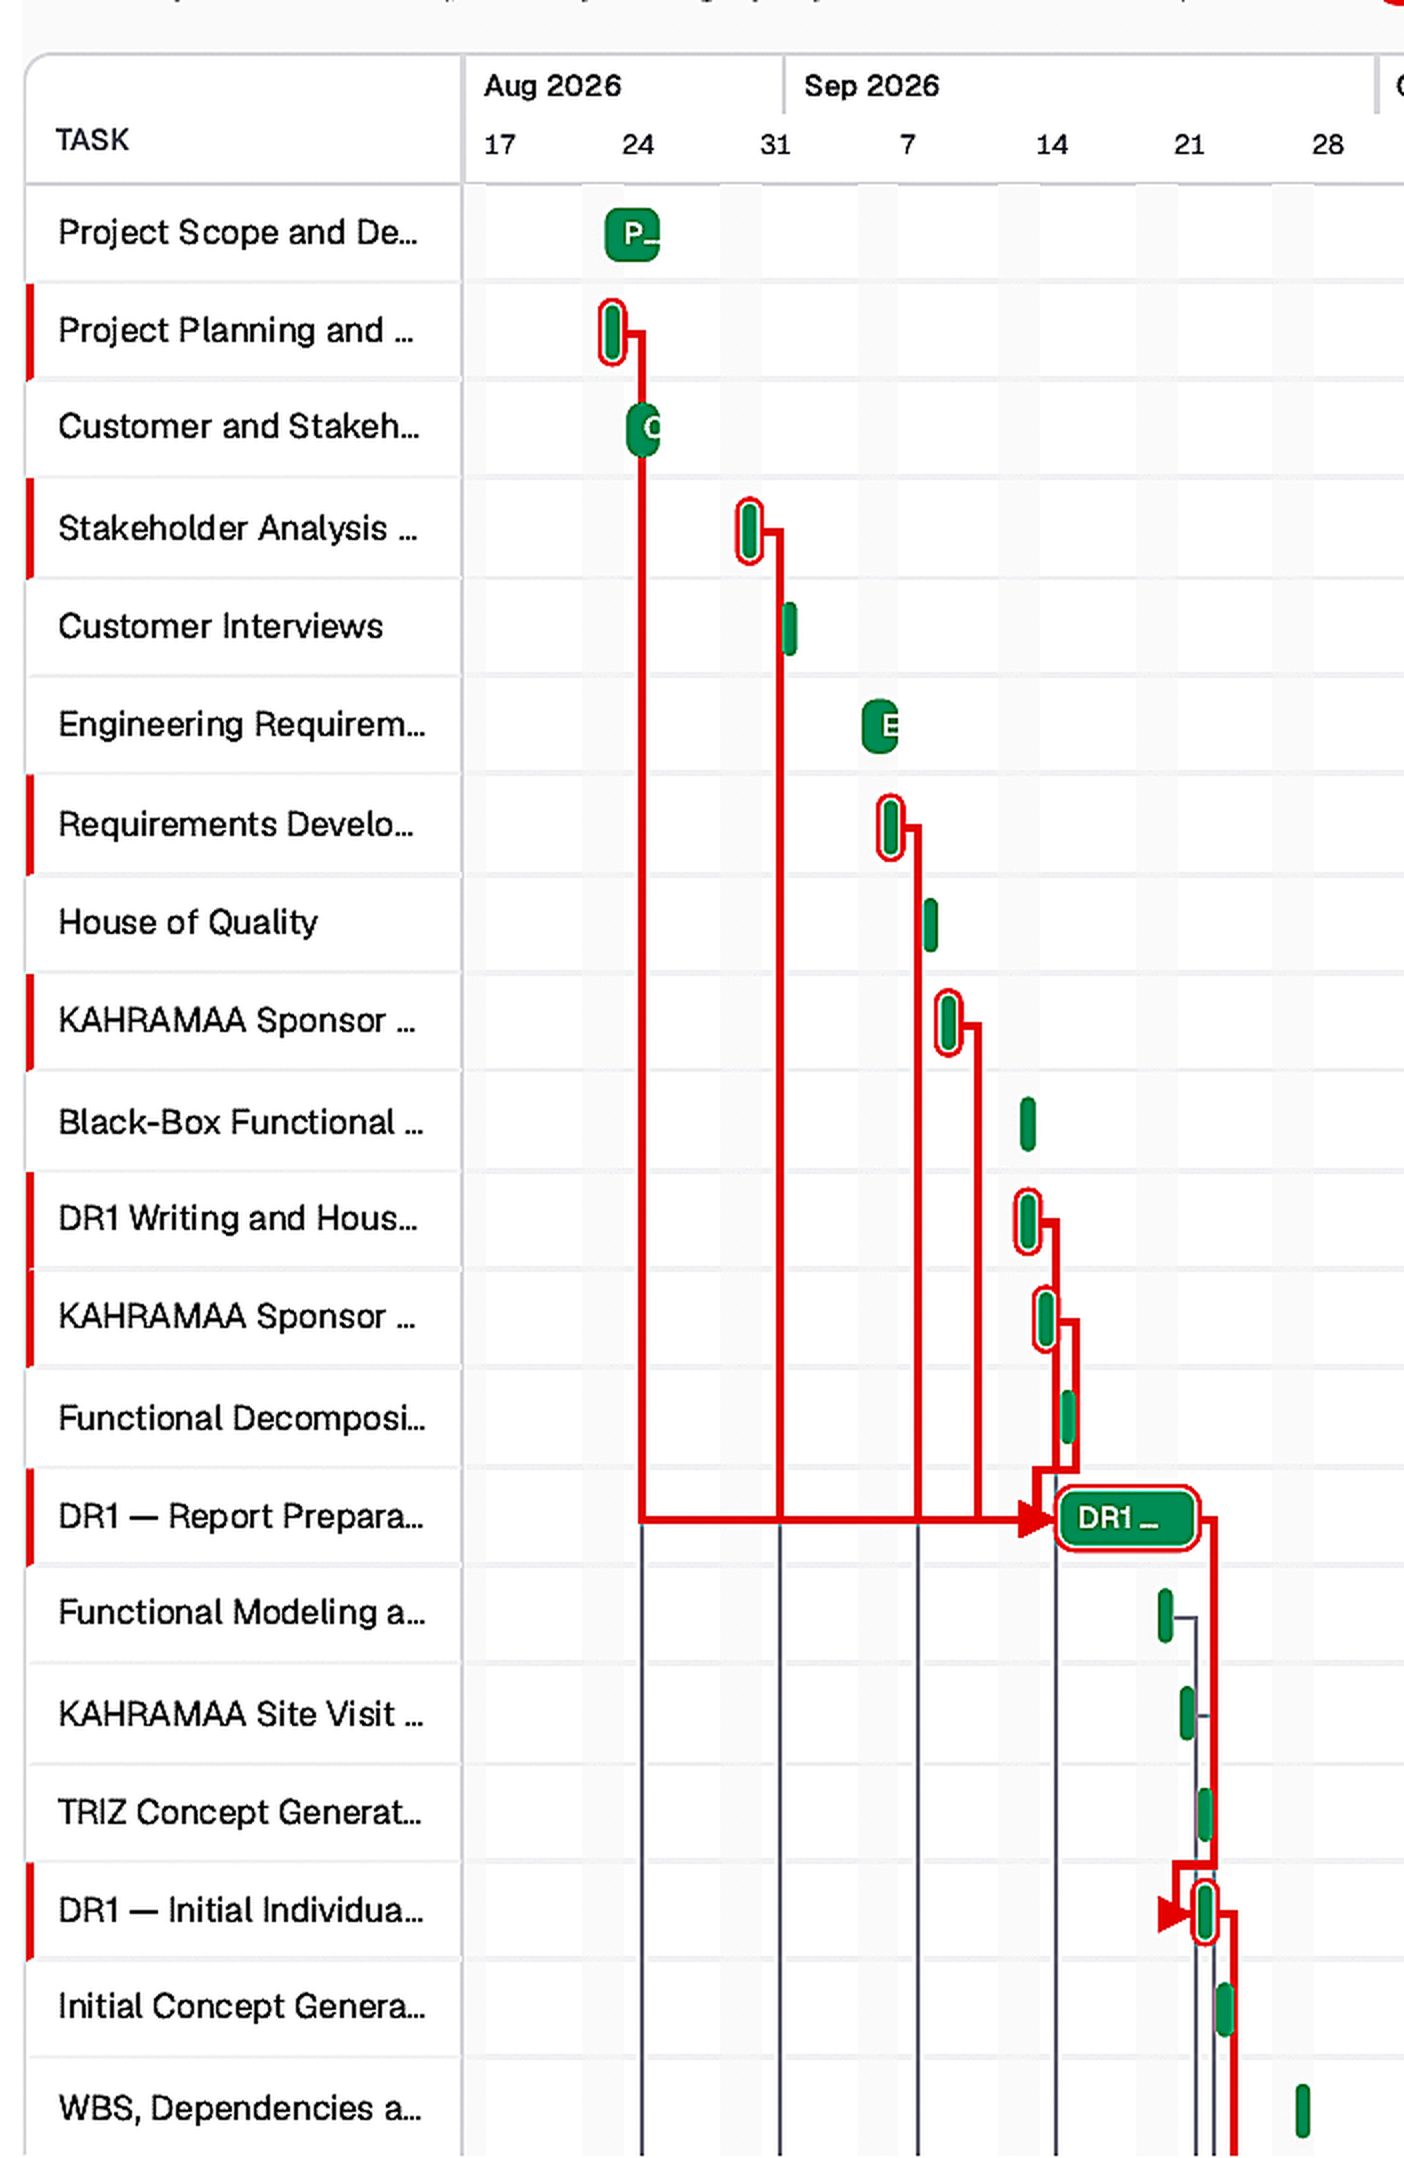 Aug 2026
Sep 2026
TASK
17 24 31 7 14 21 28
Project Scope and De...
P...
Project Planning and ...
Customer and Stakeh...
Stakeholder Analysis ...
Customer Interviews
Engineering Requirem...
E
Requirements Develo...
House of Quality
KAHRAMAA Sponsor ...
Black-Box Functional ...
DR1 Writing and Hous...
KAHRAMAA Sponsor ...
Functional Decomposi...
DR1 — Report Prepara...
DR1 ...
Functional Modeling a...
KAHRAMAA Site Visit ...
TRIZ Concept Generat...
DR1 — Initial Individua...
Initial Concept Genera...
WBS, Dependencies a...